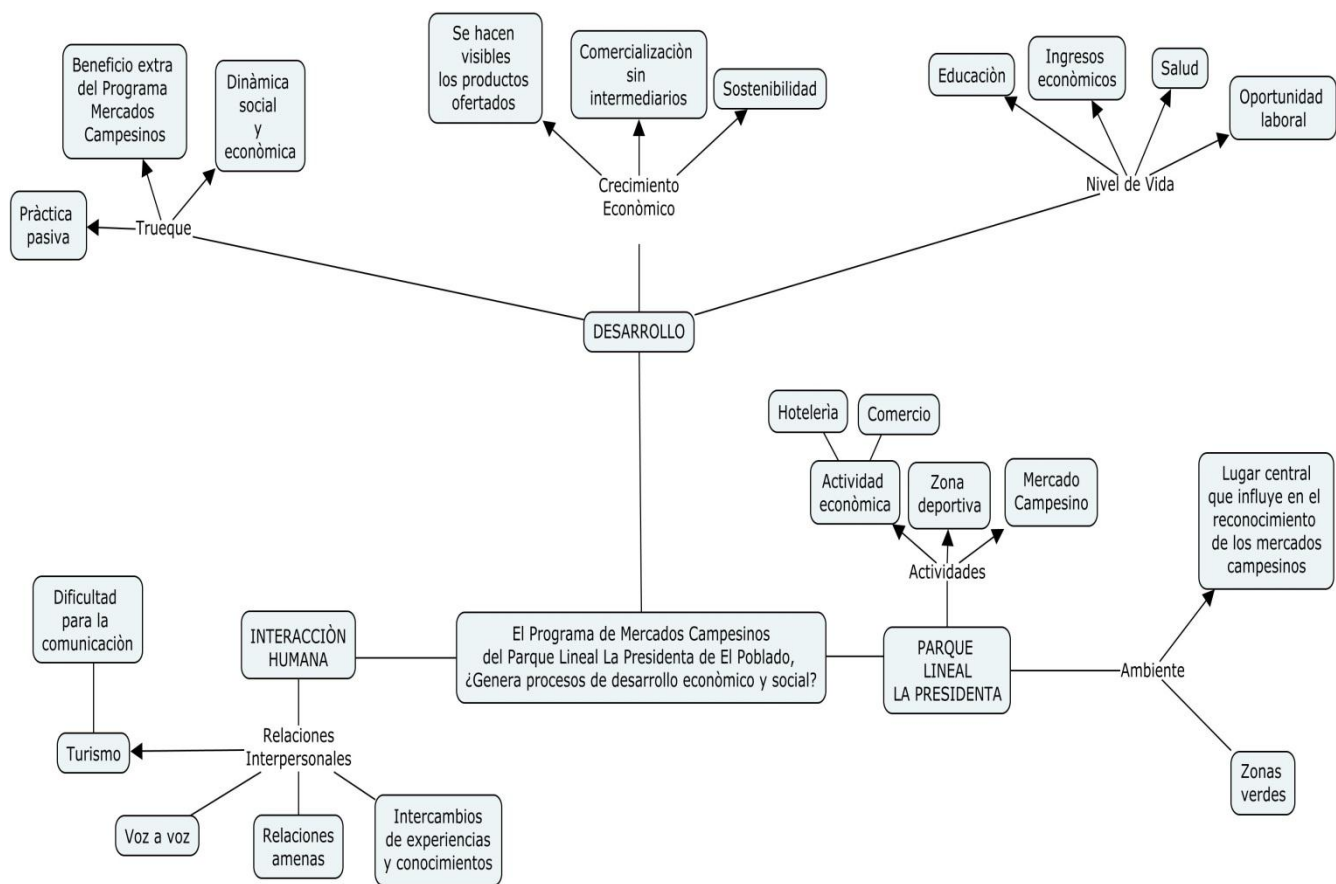 Beneficio extra
del Programa
Mercados
Campesinos
Dinàmica
social
y
econòmica
Pràctica
pasiva
Trueque
Se hacen
visibles
los productos
ofertados
Comercializaciòn
sin
intermediarios
Sostenibilidad
Crecimiento
Econòmico
Educaciòn
Ingresos
econòmicos
Salud
Oportunidad
laboral
Nivel de Vida
DESARROLLO
Hotelerìa
Comercio
Actividad
econòmica
Zona
deportiva
Mercado
Campesino
Actividades
Lugar central
que influye en el
reconocimiento
de los mercados
campesinos
Dificultad
para la
comunicaciòn
INTERACCIÒN
HUMANA
El Programa de Mercados Campesinos
del Parque Lineal La Presidenta de El Poblado,
¿Genera procesos de desarrollo econòmico y social?
PARQUE
LINEAL
LA PRESIDENTA
Ambiente
Turismo
Relaciones
Interpersonales
Zonas
verdes
Voz a voz
Relaciones
amenas
Intercambios
de experiencias
y conocimientos